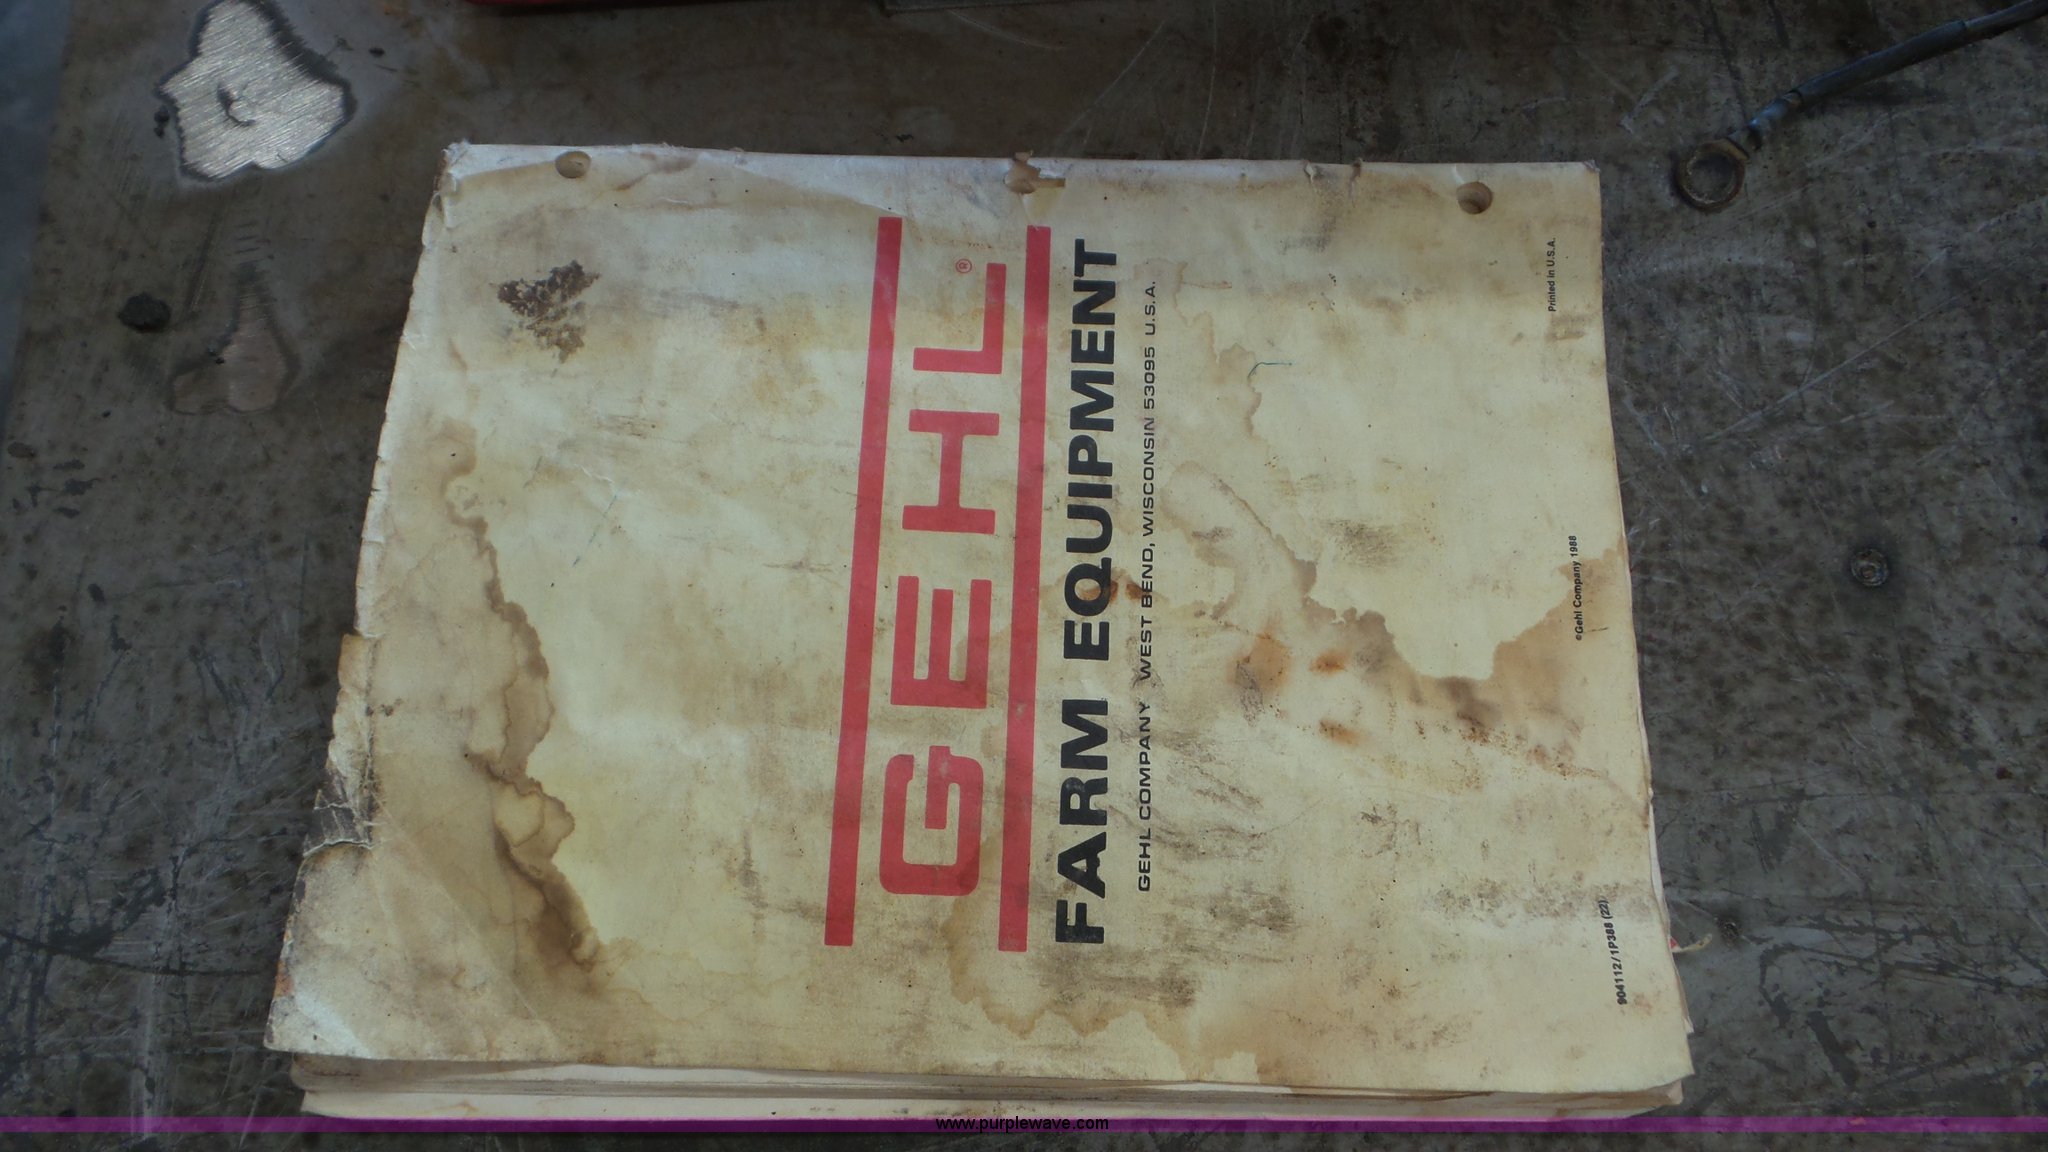 GEHL®
FARM EQUIPMENT
GEHL COMPANY WEST BEND, WISCONSIN 53095 U.S.A.
©Gehl Company 1988
Printed in U.S.A.
904112/1P388 (22)
www.purplewave.com